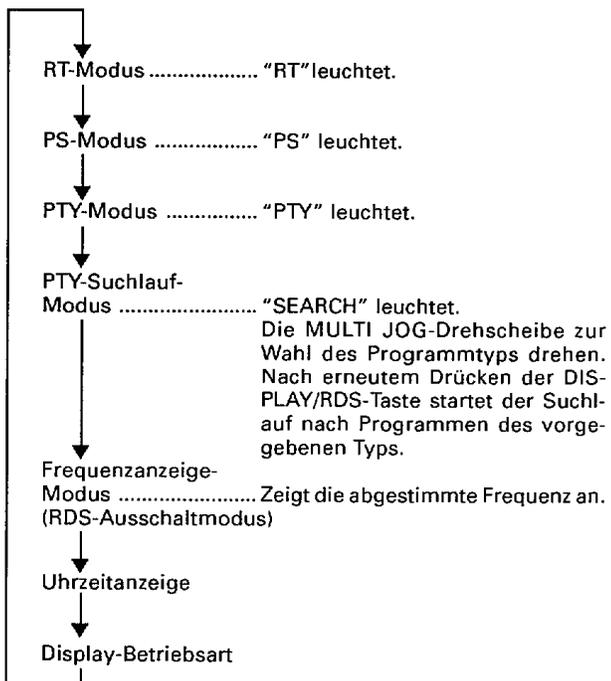 RT-Modus ................... "RT"leuchtet.
PS-Modus .................. "PS" leuchtet.
PTY-Modus ................ "PTY" leuchtet.
PTY-Suchlauf-
Modus ........................ "SEARCH" leuchtet.
Die MULTI JOG-Drehscheibe zur
Wahl des Programmtyps drehen.
Nach erneutem Drücken der DIS-
PLAY/RDS-Taste startet der Suchl-
auf nach Programmen des vorge-
gebenen Typs.
Frequenzanzeige-
Modus ........................ Zeigt die abgestimmte Frequenz an.
(RDS-Ausschaltmodus)
Uhrzeitanzeige
Display-Betriebsart